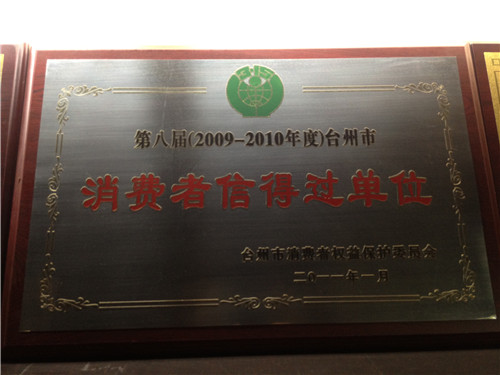 第八届(2009-2010年度)台州市
消费者信得过单位
台州市消费者权益保护委员会
二〇一一年一月